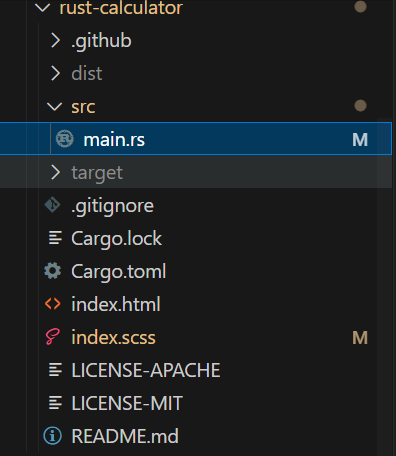 rust-calculator
.github
dist
src
main.rs M
target
.gitignore
Cargo.lock
Cargo.toml
index.html
index.scss M
LICENSE-APACHE
LICENSE-MIT
README.md